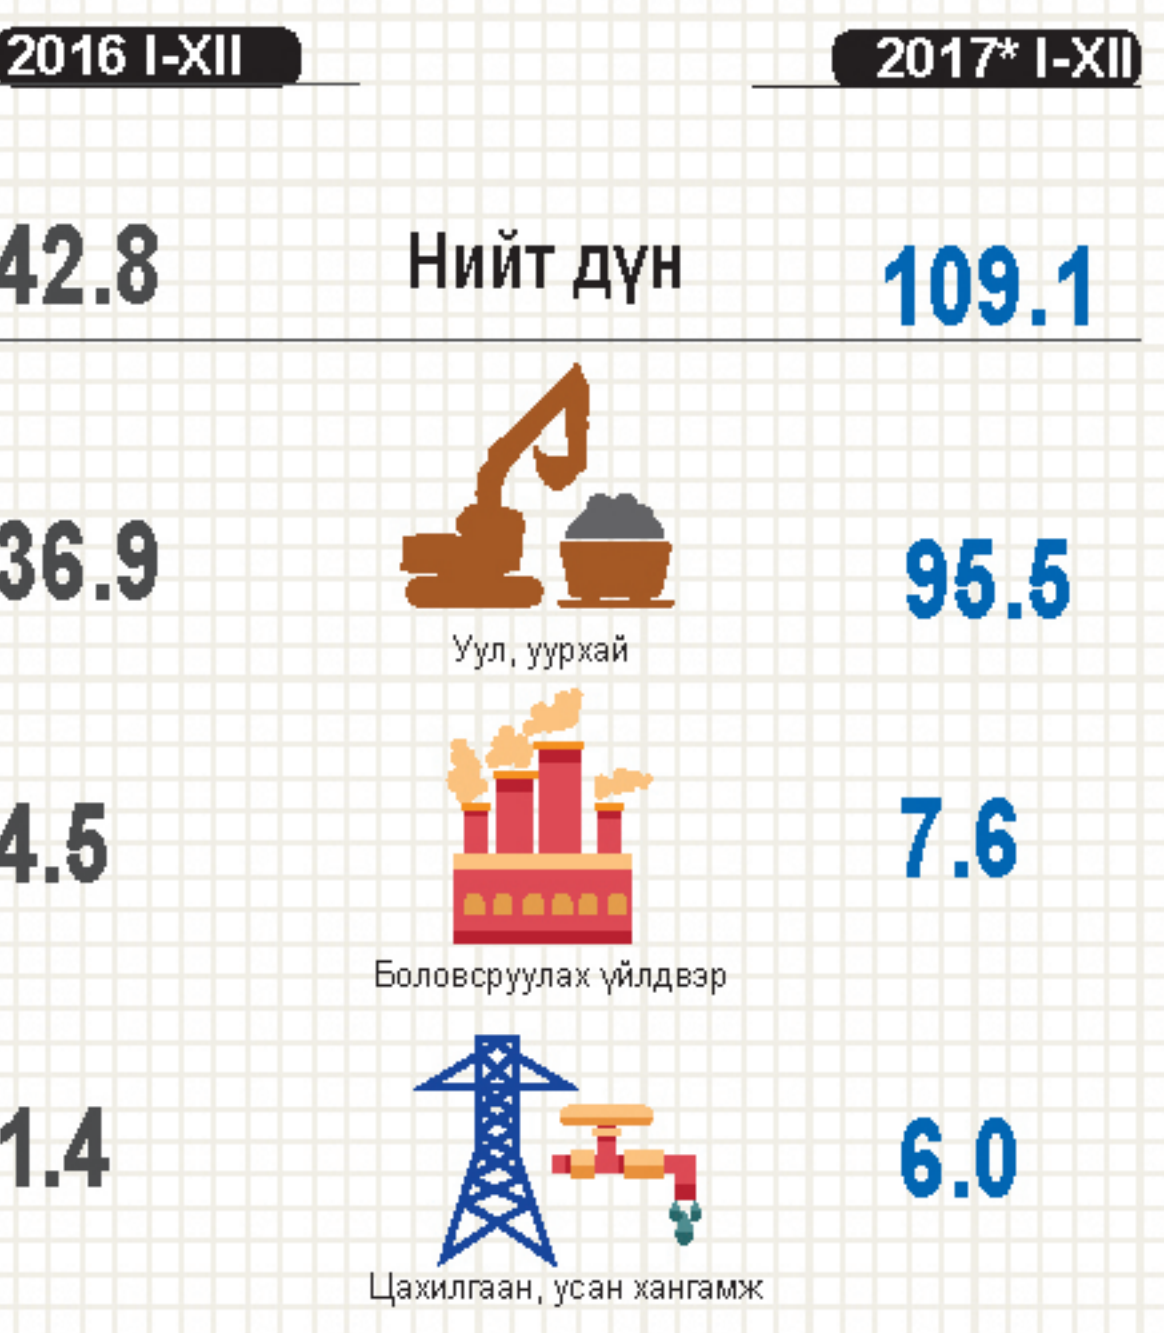 2016 I-XII 2017* I-XII
42.8 Нийт дүн 109.1
36.9 95.5
Уул, уурхай
4.5 7.6
Боловсруулах үйлдвэр
1.4 6.0
Цахилгаан, усан хангамж